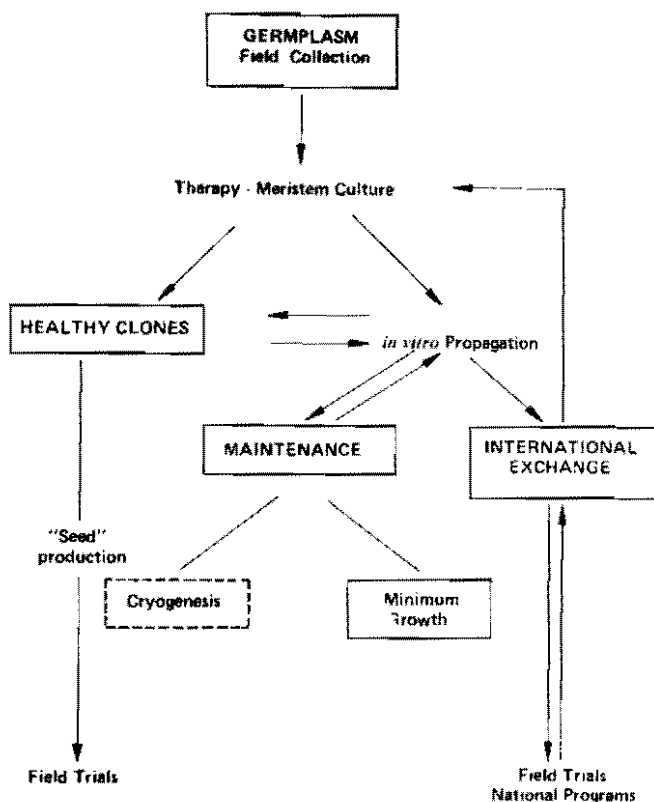 GERMPLASM
Field Collection
Therapy - Meristem Culture
HEALTHY CLONES
in vitro Propagation
MAINTENANCE
INTERNATIONAL
EXCHANGE
"Seed"
production
Cryogenesis
Minimum
Growth
Field Trials
Field Trials
National Programs